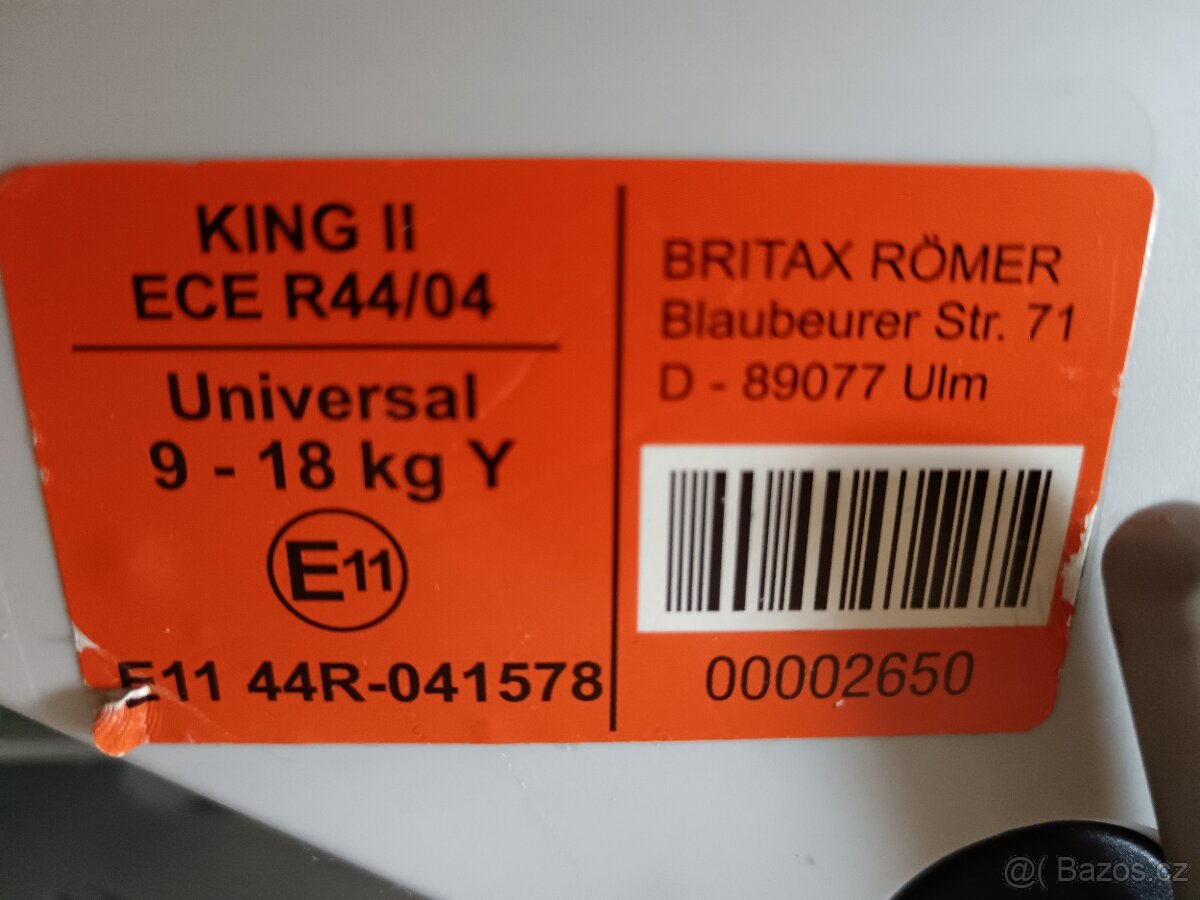 KING II
ECE R44/04
Universal
9 - 18 kg Y
E11
E11 44R-041578
BRITAX RÖMER
Blaubeurer Str. 71
D - 89077 Ulm
00002650
@( Bazos.cz